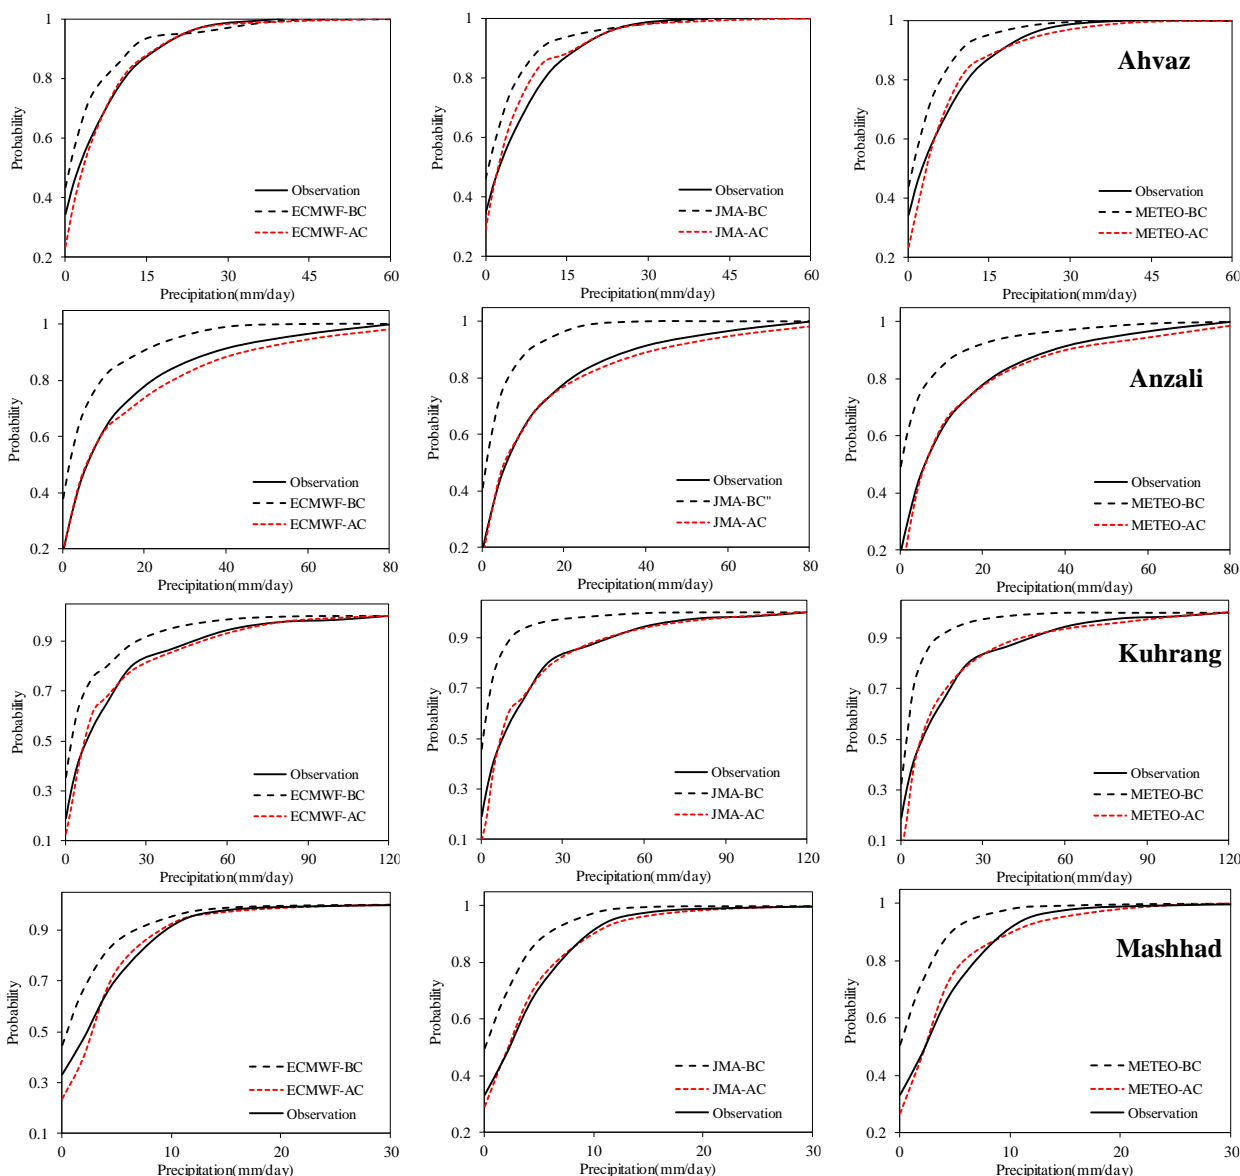 1
0.8
0.6
0.4
0.2
Probability
0 15 30 45 60
Precipitation(mm/day)
Observation
ECMWF-BC
ECMWF-AC
1
0.8
0.6
0.4
0.2
Probability
0 15 30 45 60
Precipitation(mm/day)
Observation
JMA-BC
JMA-AC
1
0.8
0.6
0.4
0.2
Probability
0 15 30 45 60
Precipitation(mm/day)
Ahvaz
Observation
METEO-BC
METEO-AC
1
0.8
0.6
0.4
0.2
Probability
0 20 40 60 80
Precipitation(mm/day)
Observation
ECMWF-BC
ECMWF-AC
1
0.8
0.6
0.4
0.2
Probability
0 20 40 60 80
Precipitation(mm/day)
Observation
JMA-BC"
JMA-AC
1
0.8
0.6
0.4
0.2
Probability
0 20 40 60 80
Precipitation(mm/day)
Anzali
Observation
METEO-BC
METEO-AC
0.9
0.7
0.5
0.3
0.1
Probability
0 30 60 90 120
Precipitation(mm/day)
Observation
ECMWF-BC
ECMWF-AC
0.9
0.7
0.5
0.3
0.1
Probability
0 30 60 90 120
Precipitation(mm/day)
Observation
JMA-BC
JMA-AC
0.9
0.7
0.5
0.3
0.1
Probability
0 30 60 90 120
Precipitation(mm/day)
Kuhrang
Observation
METEO-BC
METEO-AC
0.9
0.7
0.5
0.3
0.1
Probability
0 10 20 30
Precipitation(mm/day)
ECMWF-BC
ECMWF-AC
Observation
1
0.8
0.6
0.4
0.2
Probability
0 10 20 30
Precipitation(mm/day)
JMA-BC
JMA-AC
Observation
1
0.8
0.6
0.4
0.2
Probability
0 10 20 30
Precipitation(mm/day)
Mashhad
METEO-BC
METEO-AC
Observation